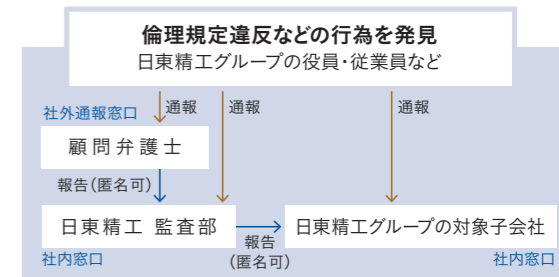 倫理規定違反などの行為を発見
日東精工グループの役員・従業員など
社外通報窓口
通報
通報
通報
顧問弁護士
報告(匿名可)
日東精工 監査部
報告
(匿名可)
日東精工グループの対象子会社
社内窓口
社内窓口